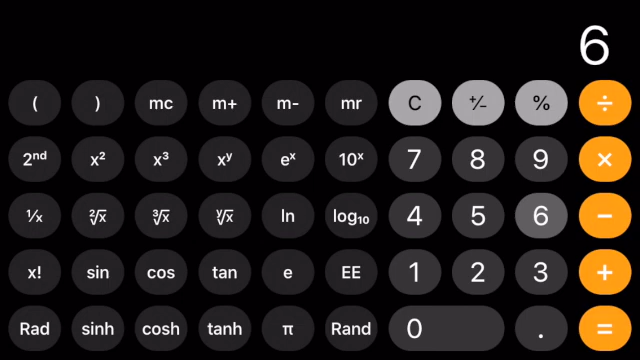 6
( ) mc m+ m- mr C +/− % ÷
2ⁿᵈ x² x³ xʸ eˣ 10ˣ 7 8 9 ×
1/x ²√x ³√x ʸ√x ln log₁₀ 4 5 6 −
x! sin cos tan e EE 1 2 3 +
Rad sinh cosh tanh π Rand 0 . =